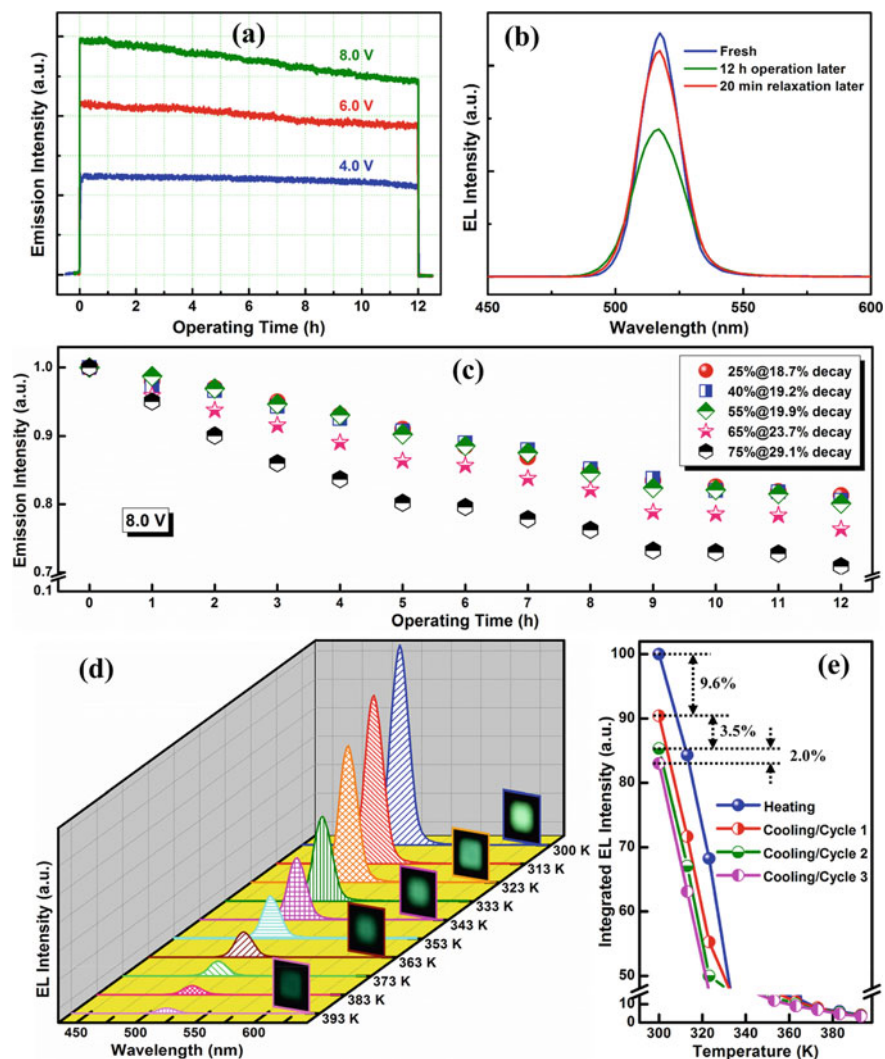 (a)
8.0 V
6.0 V
4.0 V
Emission Intensity (a.u.)
0 2 4 6 8 10 12
Operating Time (h)
(b)
Fresh
12 h operation later
20 min relaxation later
EL Intensity (a.u.)
450 500 550 600
Wavelength (nm)
(c)
1.0
0.9
0.8
0.7
0.1
Emission Intensity (a.u.)
25%@18.7% decay
40%@19.2% decay
55%@19.9% decay
65%@23.7% decay
75%@29.1% decay
8.0 V
0 1 2 3 4 5 6 7 8 9 10 11 12
Operating Time (h)
(d)
EL Intensity (a.u.)
300 K
313 K
323 K
333 K
343 K
353 K
363 K
373 K
383 K
393 K
450 500 550 600
Wavelength (nm)
(e)
100
90
80
70
60
50
10
0
Integrated EL Intensity (a.u.)
9.6%
3.5%
2.0%
Heating
Cooling/Cycle 1
Cooling/Cycle 2
Cooling/Cycle 3
300 320 340 360 380
Temperature (K)